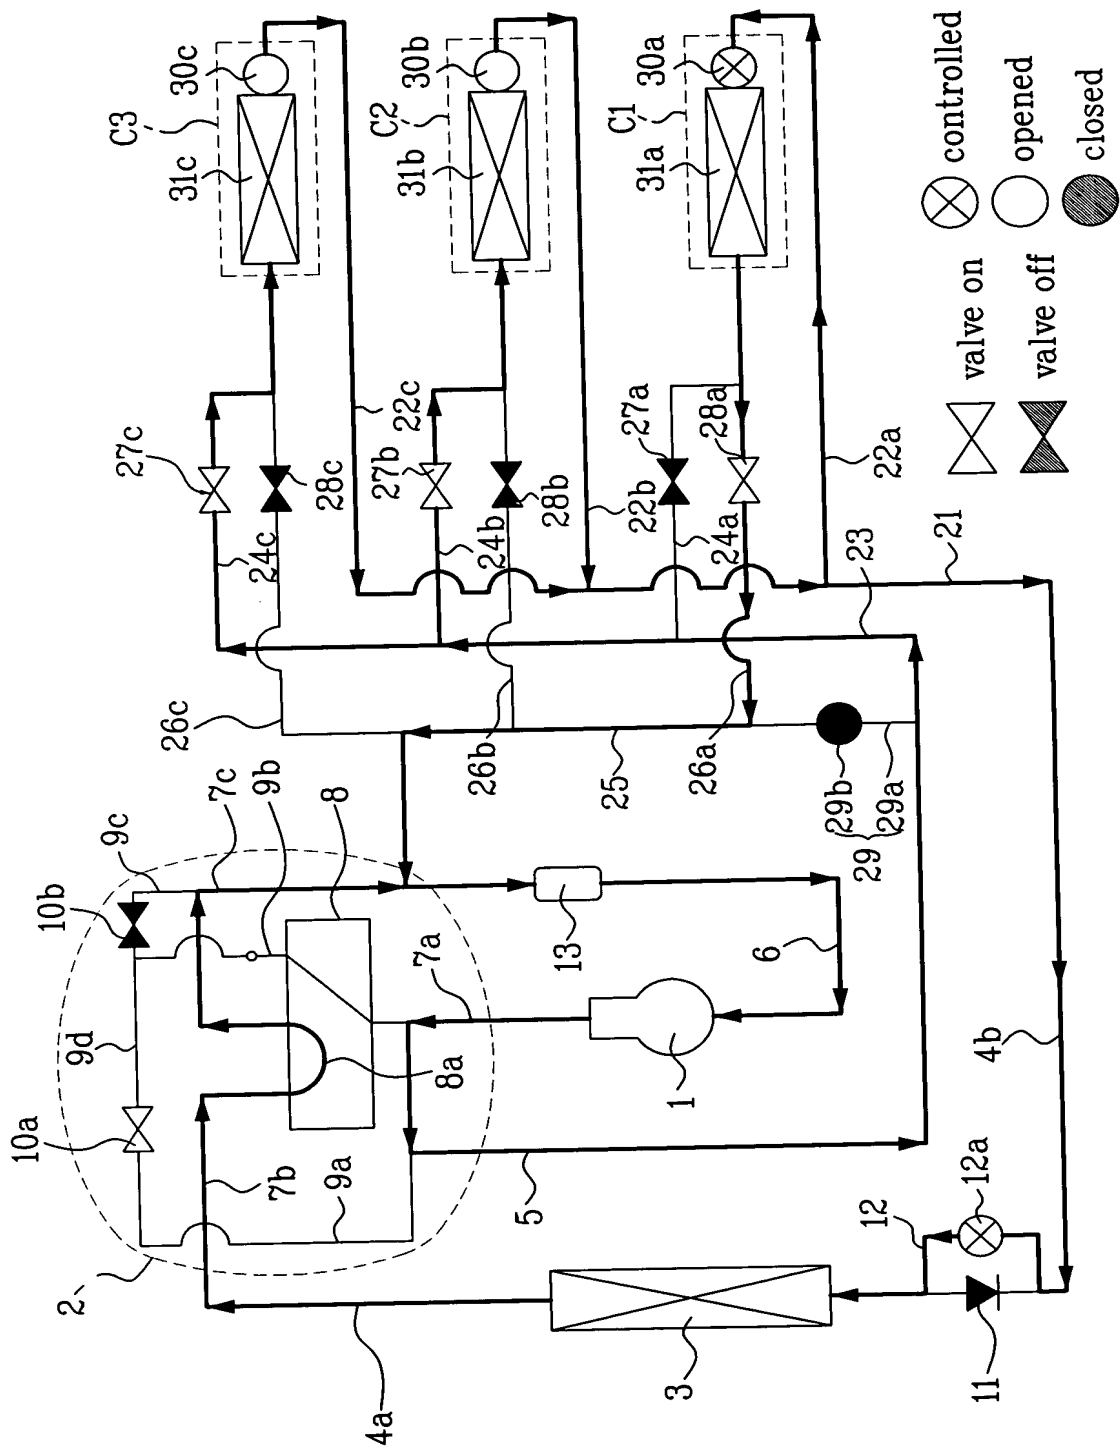 10a
10b
2
9d
9c
C3
27c
26c
31c
30c
7c
24c
9b
7b
28c
9a
8
4a
C2
27b
22c
31b
30b
7a
8a
26b
24b
5
28b
13
25
C1
22b
27a
31a
30a
3
1
26a
24a
28a
6
29b
29
29a
23
12
22a
12a
21
controlled
11
4b
valve on
opened
valve off
closed